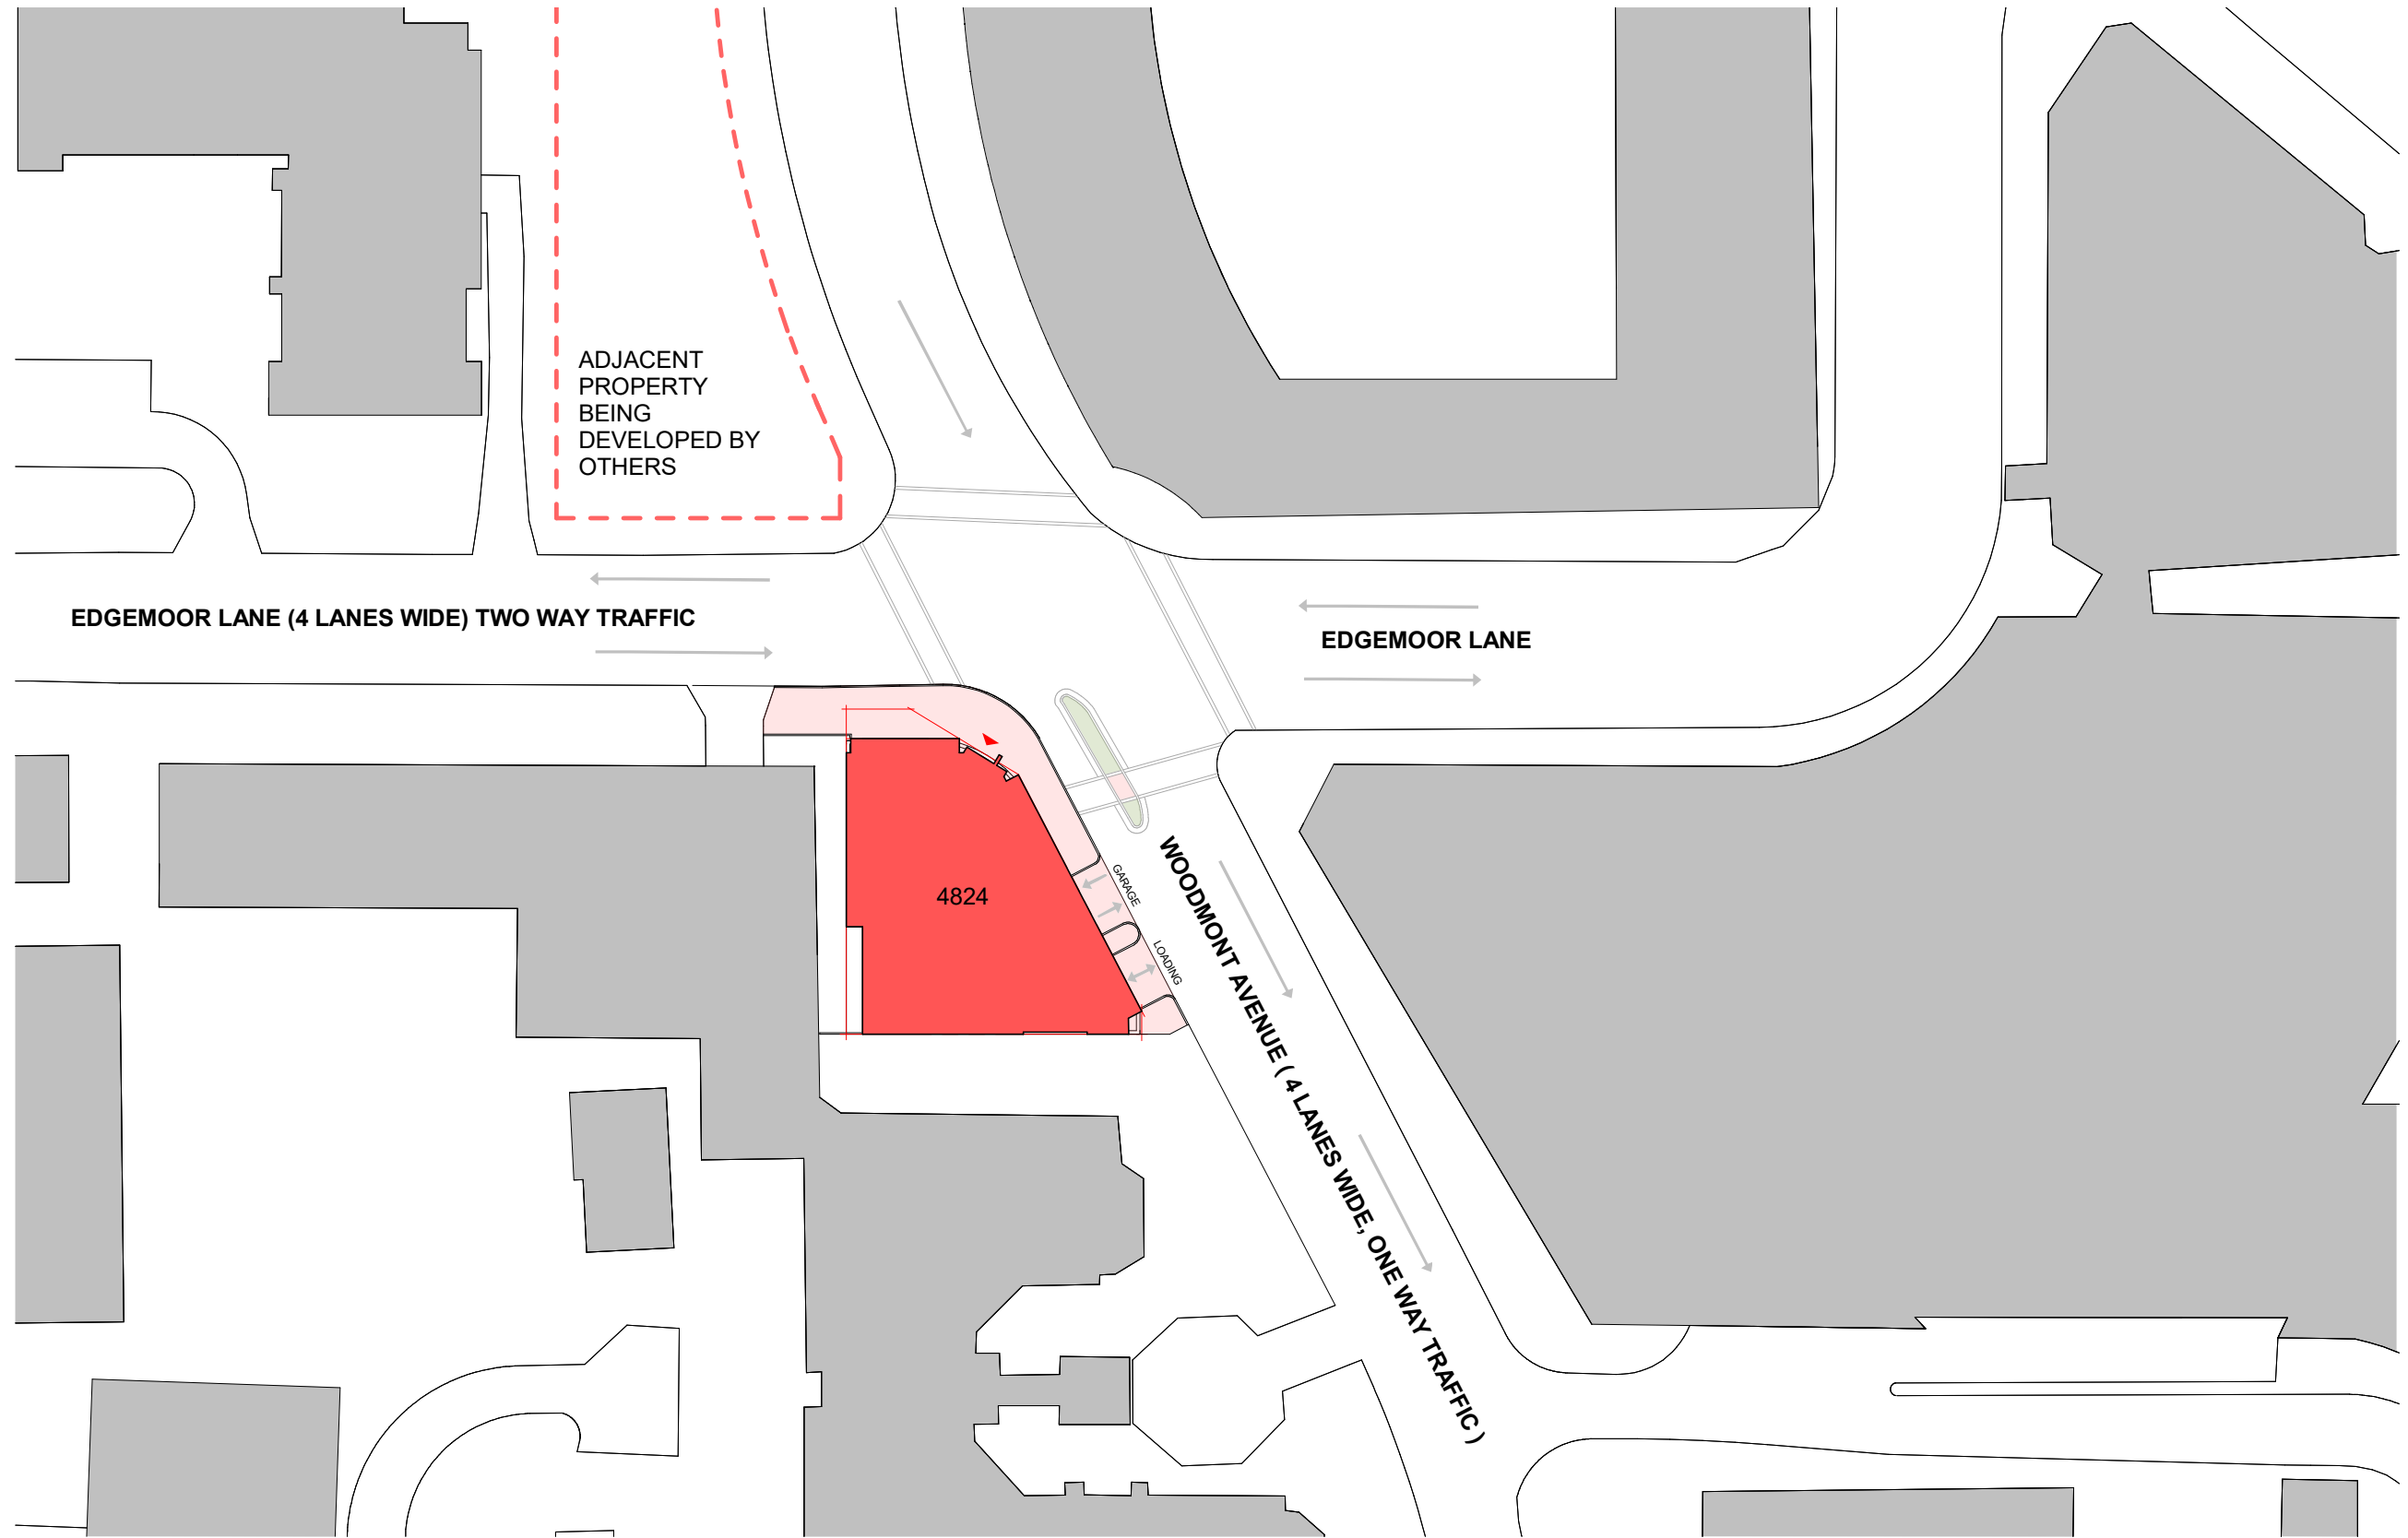 ADJACENT
PROPERTY
BEING
DEVELOPED BY
OTHERS
EDGEMOOR LANE (4 LANES WIDE) TWO WAY TRAFFIC
EDGEMOOR LANE
4824
GARAGE
LOADING
WOODMONT AVENUE ( 4 LANES WIDE, ONE WAY TRAFFIC )